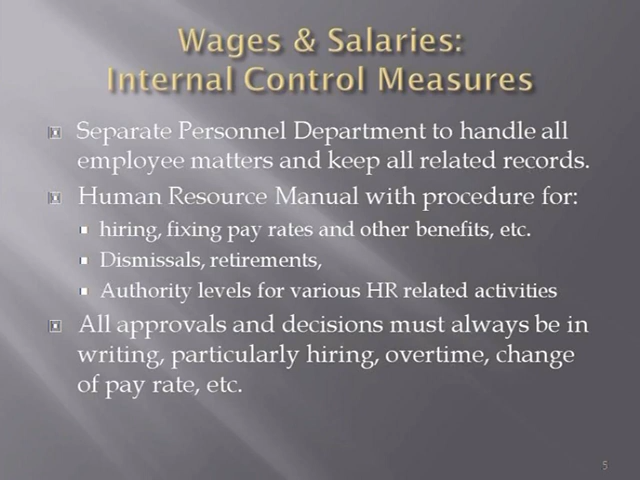 Wages & Salaries:
Internal Control Measures
Separate Personnel Department to handle all
employee matters and keep all related records.
Human Resource Manual with procedure for:
hiring, fixing pay rates and other benefits, etc.
Dismissals, retirements,
Authority levels for various HR related activities
All approvals and decisions must always be in
writing, particularly hiring, overtime, change
of pay rate, etc.
5